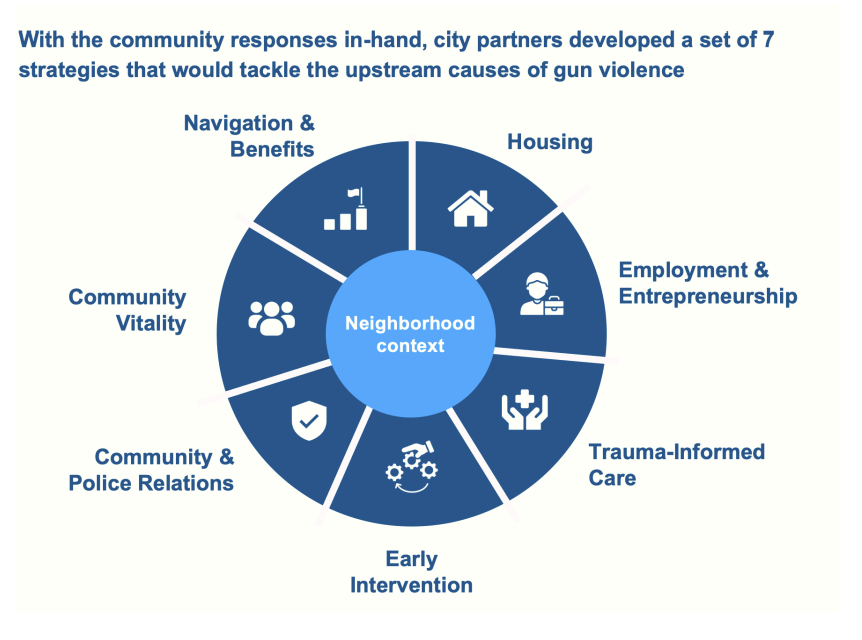 With the community responses in-hand, city partners developed a set of 7
strategies that would tackle the upstream causes of gun violence
Navigation &
Benefits
Housing
Employment &
Entrepreneurship
Community
Vitality
Neighborhood
context
Trauma-Informed
Care
Community &
Police Relations
Early
Intervention